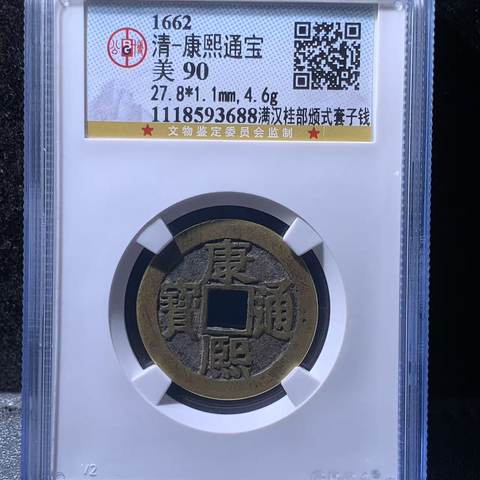 1662
清-康熙通宝
美 90
27.8*1.1mm,4.6g
1118593688满汉桂部颁式套子钱
★ 文物鉴定委员会监制 ★
康
寶 通
熙